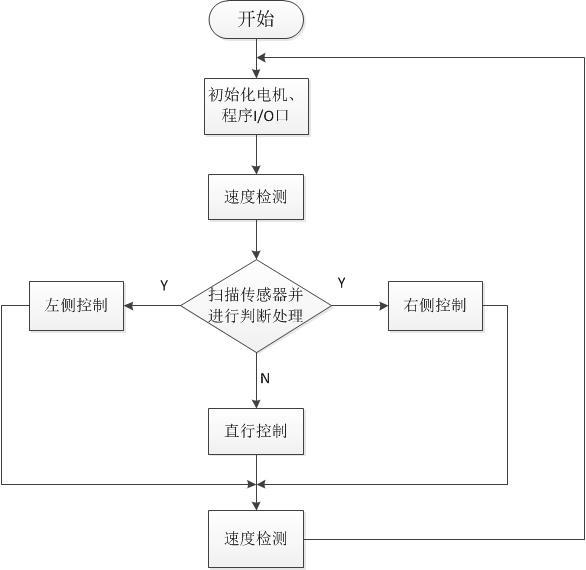 开始
初始化电机、
程序I/O口
速度检测
扫描传感器并
进行判断处理
Y
Y
左侧控制
右侧控制
N
直行控制
速度检测